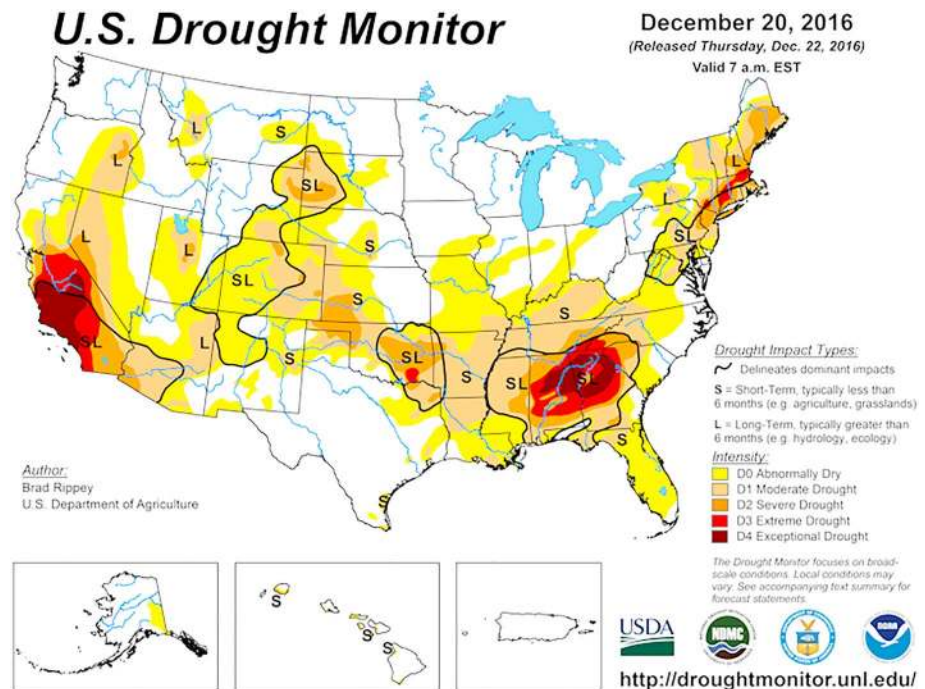 U.S. Drought Monitor
December 20, 2016
(Released Thursday, Dec. 22, 2016)
Valid 7 a.m. EST
L
L
S
L
SL
L
L
L
S
SL
L
SL
S
S
SL
L
S
SL
S
SL
SL
S
S
S
Drought Impact Types:
Delineates dominant impacts
S = Short-Term, typically less than
6 months (e.g. agriculture, grasslands)
L = Long-Term, typically greater than
6 months (e.g. hydrology, ecology)
Intensity:
D0 Abnormally Dry
D1 Moderate Drought
D2 Severe Drought
D3 Extreme Drought
D4 Exceptional Drought
Author:
Brad Rippey
U.S. Department of Agriculture
The Drought Monitor focuses on broad-
scale conditions. Local conditions may
vary. See accompanying text summary for
forecast statements.
S
S
S
USDA
NDMC
NOAA
http://droughtmonitor.unl.edu/